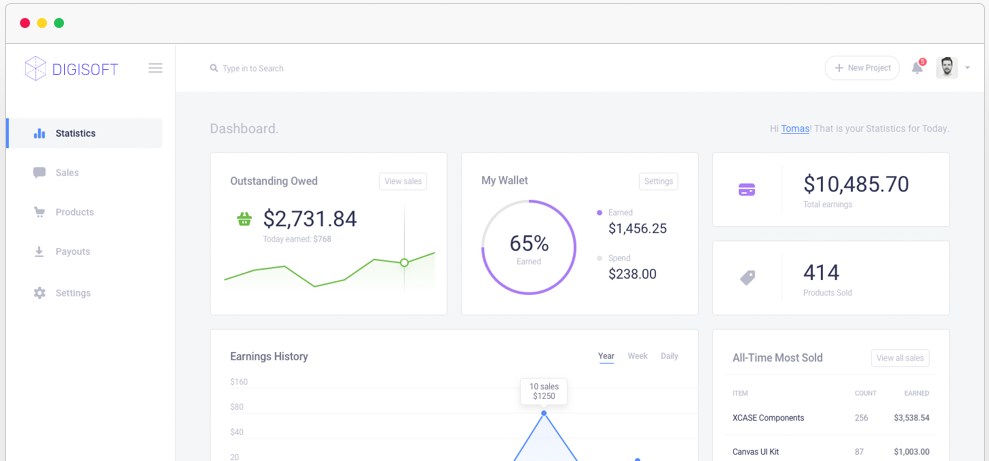 DIGISOFT
Type in to Search
New Project
Statistics
Sales
Products
Payouts
Settings
Dashboard.
Hi Tomas! That is your Statistics for Today.
Outstanding Owed
View sales
$2,731.84
Today earned: $768
My Wallet
Settings
65%
Earned
Earned
$1,456.25
Spend
$238.00
$10,485.70
Total earnings
414
Products Sold
Earnings History
Year Week Daily
$160
$80
$40
20
10 sales
$1250
All-Time Most Sold
View all sales
ITEM COUNT EARNED
XCASE Components 256 $3,538.54
Canvas UI Kit 87 $1,003.00